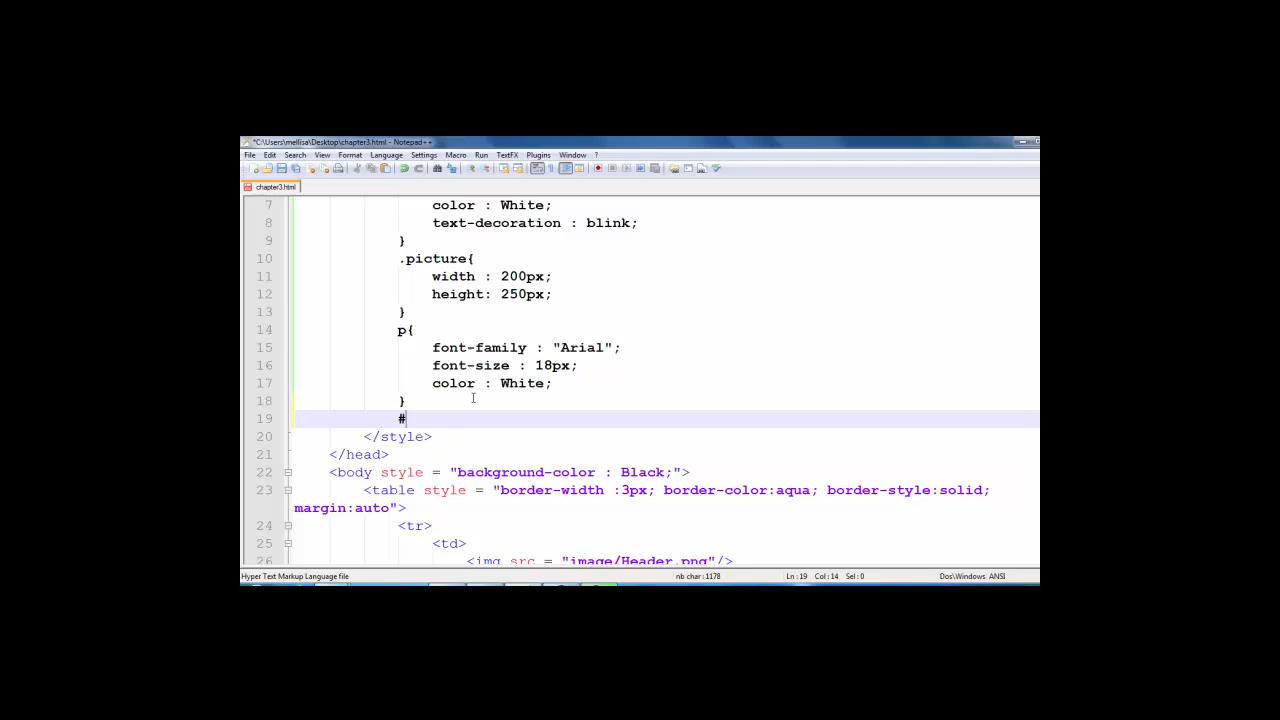 *C:\Users\mellisa\Desktop\chapter3.html - Notepad++
File Edit Search View Format Encoding Language Settings Macro Run TextFX Plugins Window ?
chapter3.html
7 color : White;
8 text-decoration : blink;
9 }
10 .picture{
11 width : 200px;
12 height: 250px;
13 }
14 p{
15 font-family : "Arial";
16 font-size : 18px;
17 color : White;
18 }
19 #
20 </style>
21 </head>
22 <body style = "background-color : Black;">
23 <table style = "border-width :3px; border-color:aqua; border-style:solid;
margin:auto">
24 <tr>
25 <td>
26 <img src = "image/Header.png"/>
Hyper Text Markup Language file nb char : 1178 Ln : 19 Col : 14 Sel : 0 Dos\Windows ANSI